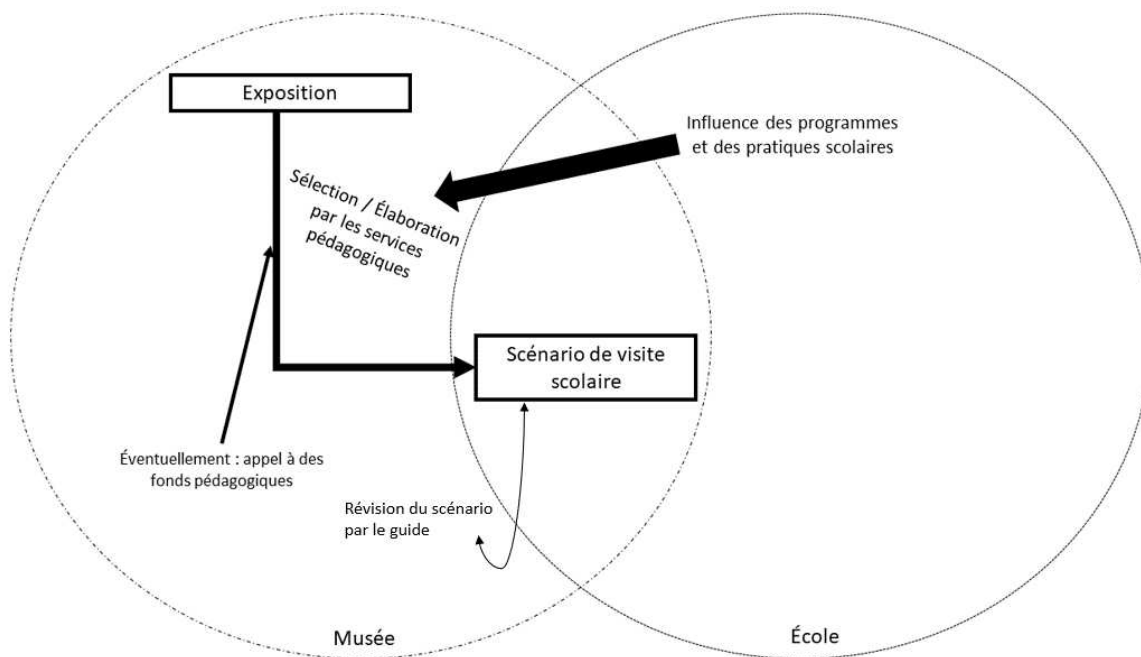 Exposition
Influence des programmes
et des pratiques scolaires
Sélection / Élaboration
par les services
pédagogiques
Scénario de visite
scolaire
Éventuellement : appel à des
fonds pédagogiques
Révision du scénario
par le guide
Musée
École